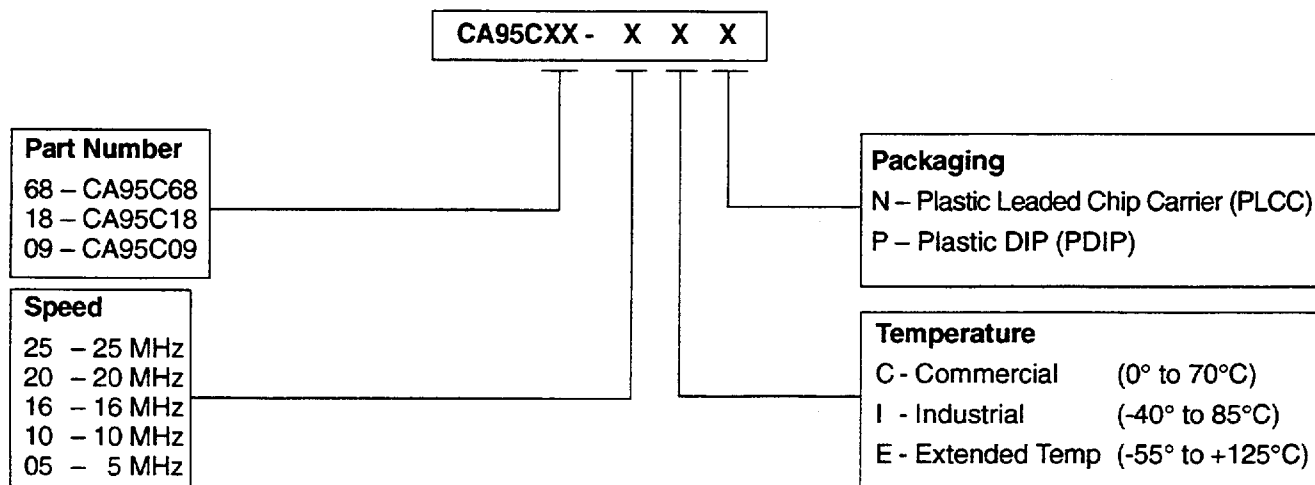 CA95CXX - X X X
Part Number
68 – CA95C68
18 – CA95C18
09 – CA95C09
Speed
25 – 25 MHz
20 – 20 MHz
16 – 16 MHz
10 – 10 MHz
05 – 5 MHz
Packaging
N – Plastic Leaded Chip Carrier (PLCC)
P – Plastic DIP (PDIP)
Temperature
C - Commercial (0° to 70°C)
I - Industrial (-40° to 85°C)
E - Extended Temp (-55° to +125°C)